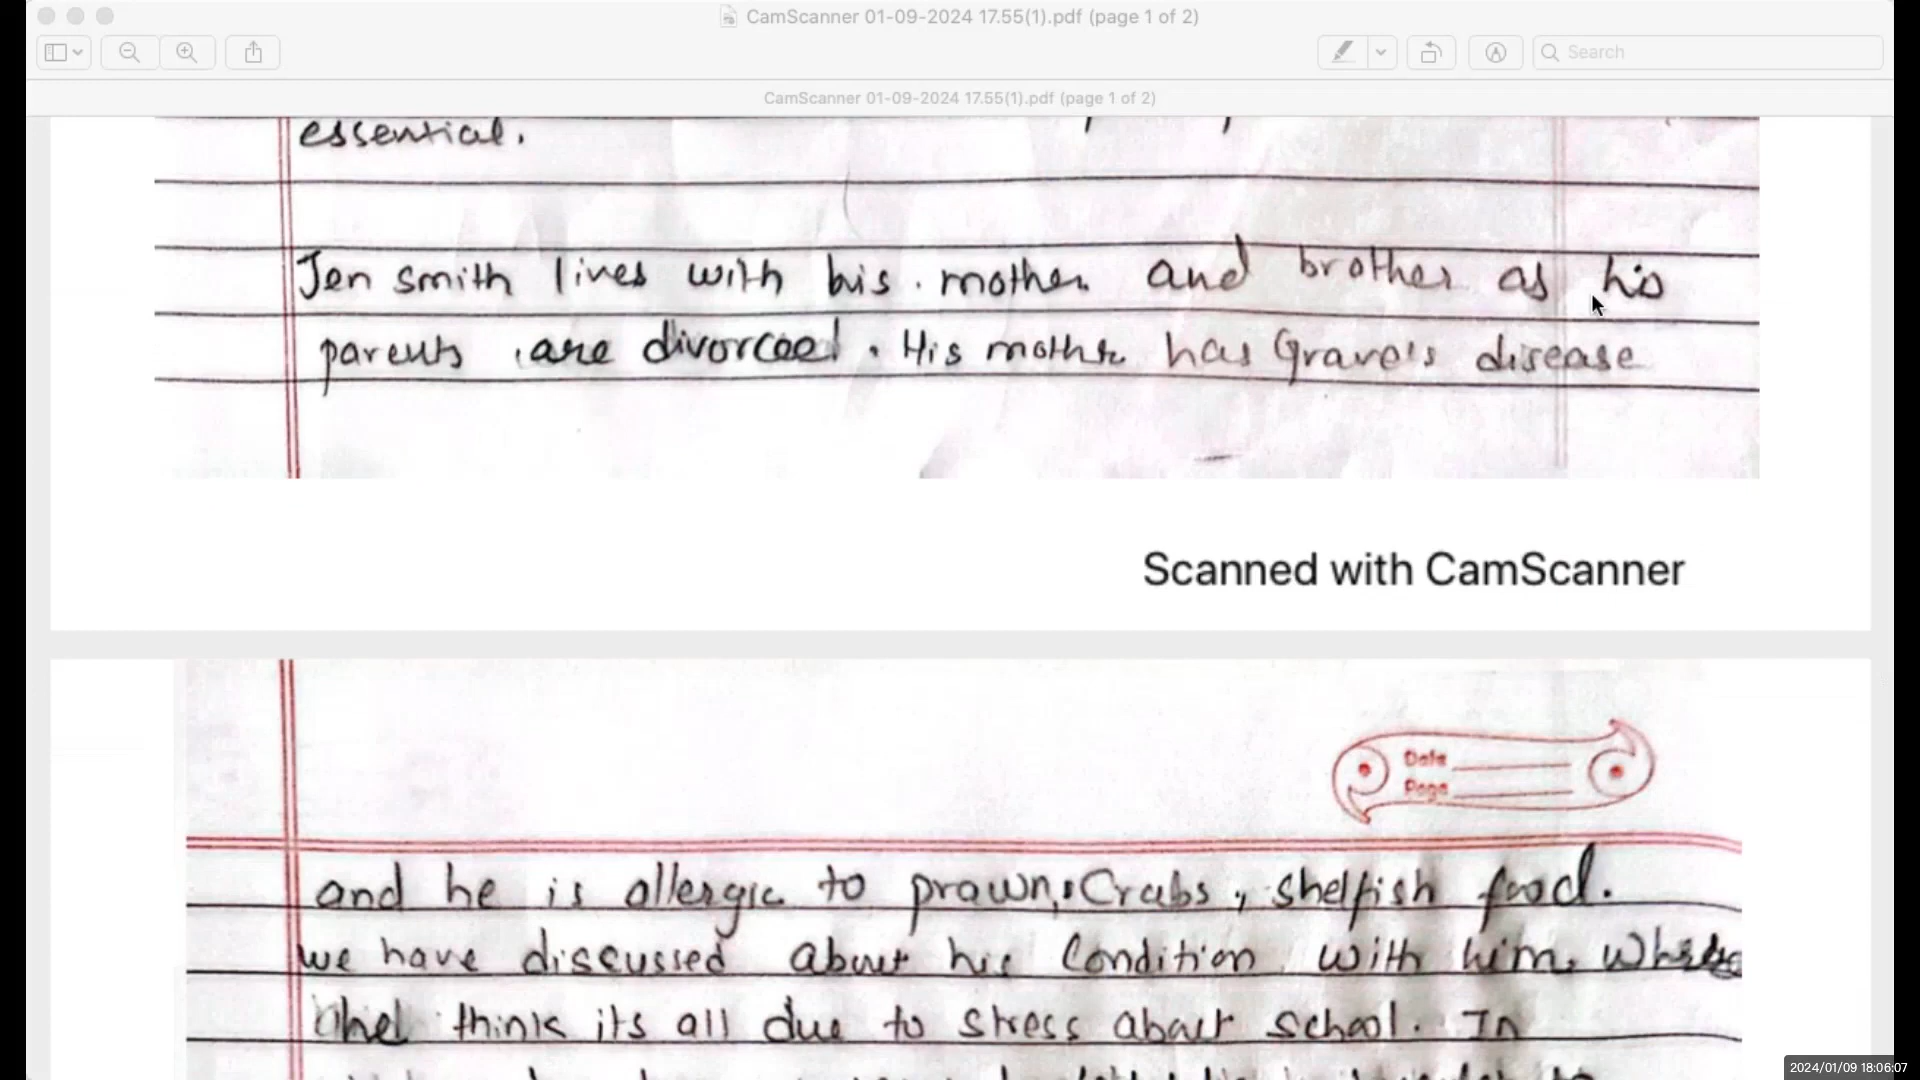 CamScanner 01-09-2024 17.55(1).pdf (page 1 of 2)
Search
CamScanner 01-09-2024 17.55(1).pdf (page 1 of 2)
essential.
Jen smith lives with his mother and brother as his
parents are divorced. His mother has Grave's disease
Scanned with CamScanner
Date
Page
and he is allergic to prawn, Crabs, shelfish food.
we have discussed about his Condition with him.
think its all due to stress about school. In
2024/01/09 18:06:07